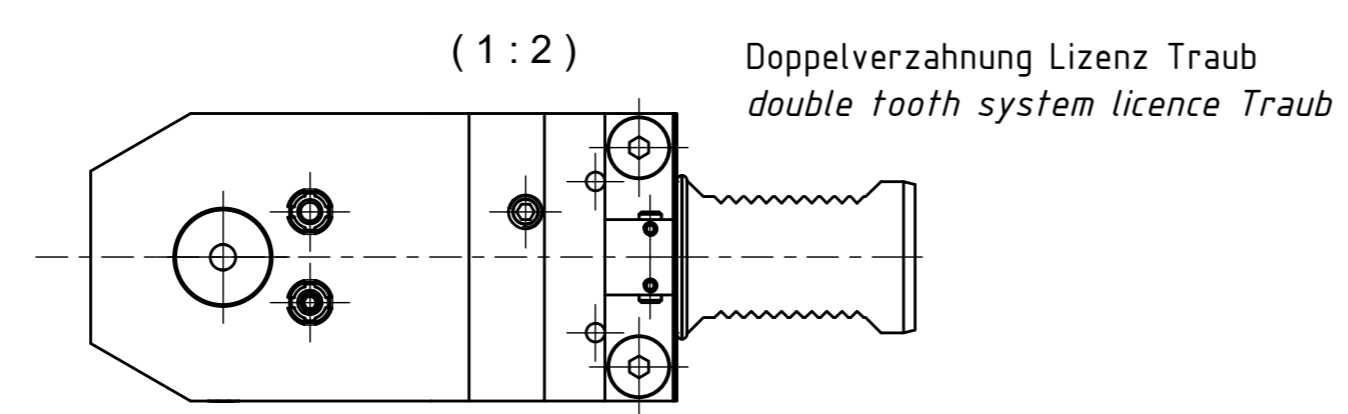 ( 1 : 2 )
Doppelverzahnung Lizenz Traub
double tooth system licence Traub